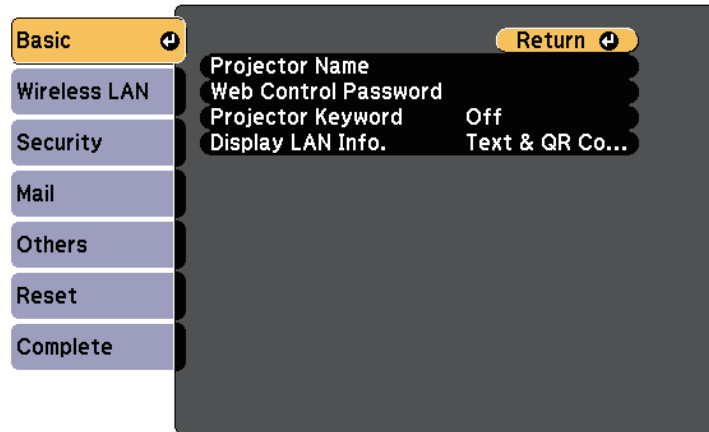 Basic
Wireless LAN
Security
Mail
Others
Reset
Complete
Return
Projector Name
Web Control Password
Projector Keyword Off
Display LAN Info. Text & QR Co...